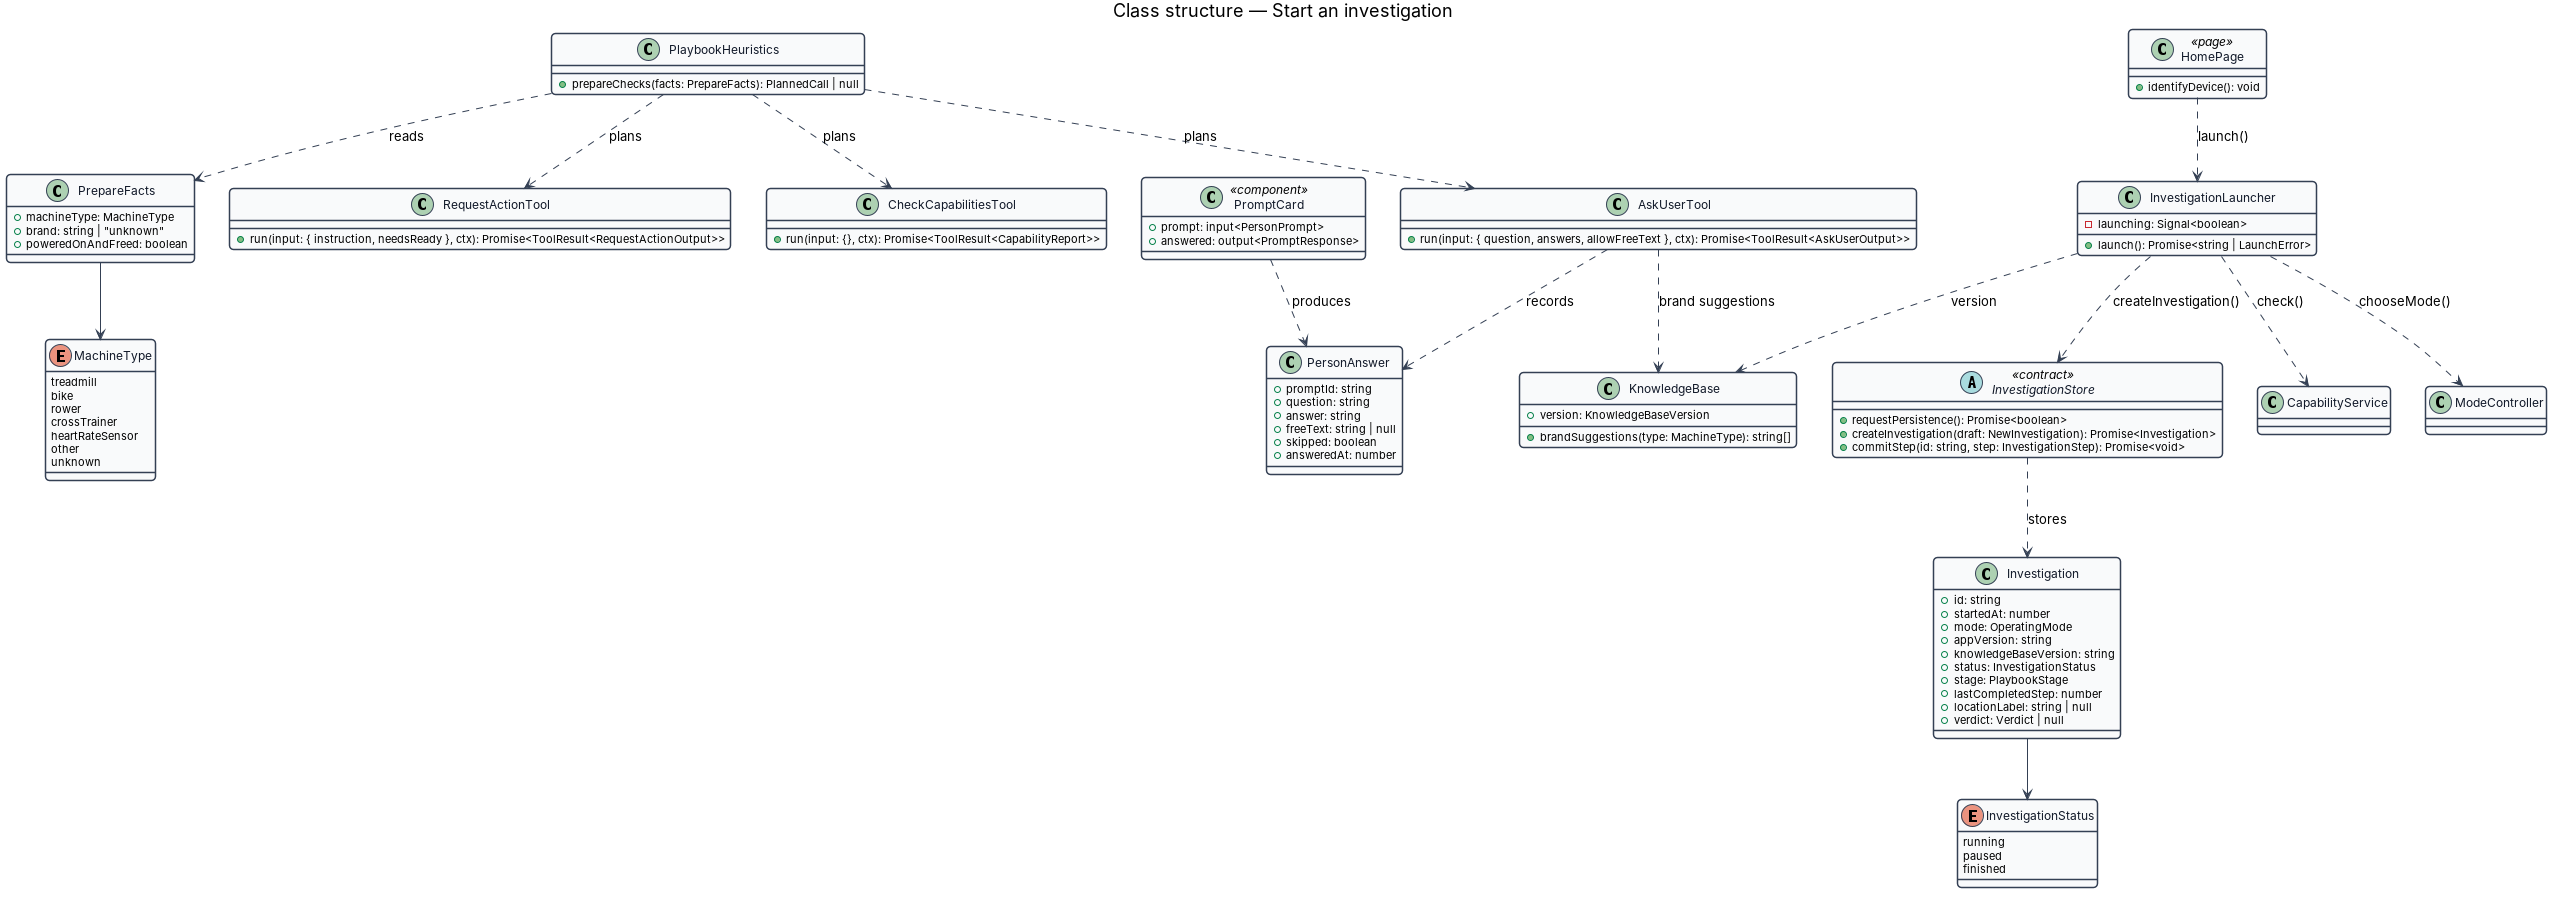 Class structure — Start an investigation
PlaybookHeuristics
prepareChecks(facts: PrepareFacts): PlannedCall | null
«page»
HomePage
identifyDevice(): void
reads
plans
plans
plans
launch()
PrepareFacts
machineType: MachineType
brand: string | "unknown"
poweredOnAndFreed: boolean
RequestActionTool
run(input: { instruction, needsReady }, ctx): Promise<ToolResult<RequestActionOutput>>
CheckCapabilitiesTool
run(input: {}, ctx): Promise<ToolResult<CapabilityReport>>
«component»
PromptCard
prompt: input<PersonPrompt>
answered: output<PromptResponse>
AskUserTool
run(input: { question, answers, allowFreeText }, ctx): Promise<ToolResult<AskUserOutput>>
InvestigationLauncher
launching: Signal<boolean>
launch(): Promise<string | LaunchError>
produces
records
brand suggestions
version
createInvestigation()
check()
chooseMode()
MachineType
treadmill
bike
rower
crossTrainer
heartRateSensor
other
unknown
PersonAnswer
promptId: string
question: string
answer: string
freeText: string | null
skipped: boolean
answeredAt: number
KnowledgeBase
version: KnowledgeBaseVersion
brandSuggestions(type: MachineType): string[]
«contract»
InvestigationStore
requestPersistence(): Promise<boolean>
createInvestigation(draft: NewInvestigation): Promise<Investigation>
commitStep(id: string, step: InvestigationStep): Promise<void>
CapabilityService
ModeController
stores
Investigation
id: string
startedAt: number
mode: OperatingMode
appVersion: string
knowledgeBaseVersion: string
status: InvestigationStatus
stage: PlaybookStage
lastCompletedStep: number
locationLabel: string | null
verdict: Verdict | null
InvestigationStatus
running
paused
finished